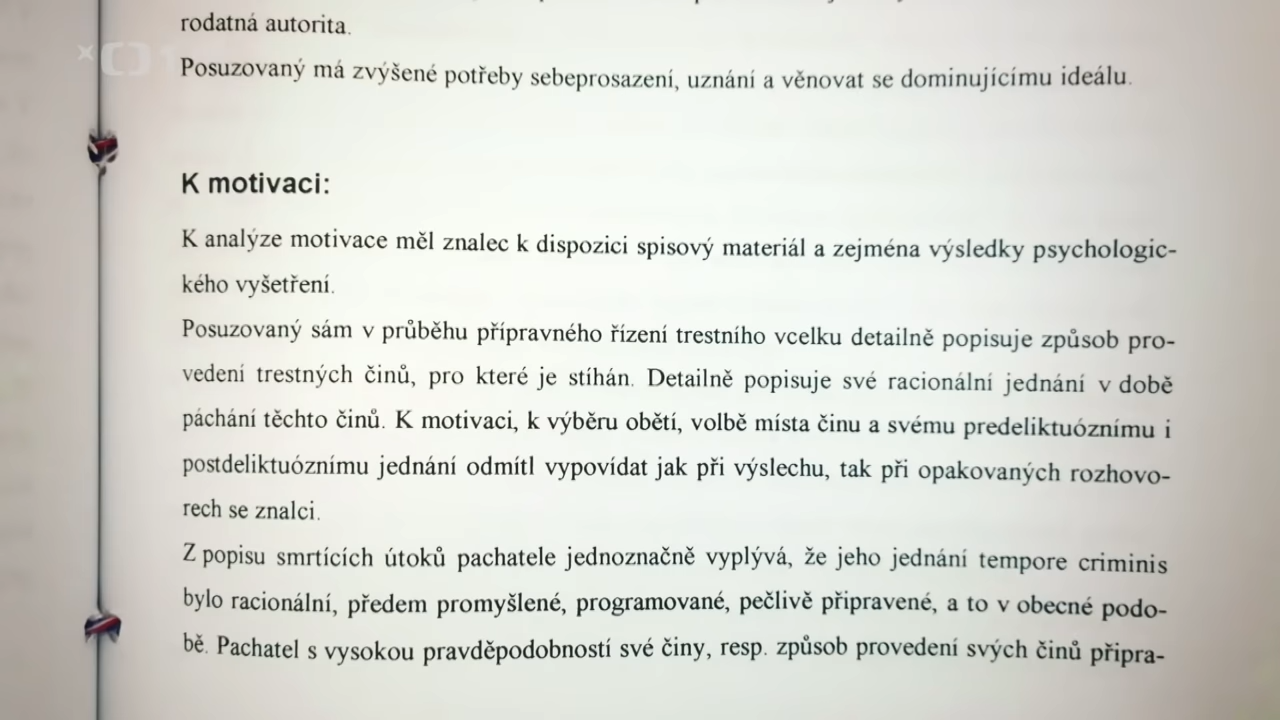 rodatná autorita.
Posuzovaný má zvýšené potřeby sebeprosazení, uznání a věnovat se dominujícímu ideálu.
K motivaci:
K analýze motivace měl znalec k dispozici spisový materiál a zejména výsledky psychologic-
kého vyšetření.
Posuzovaný sám v průběhu přípravného řízení trestního vcelku detailně popisuje způsob pro-
vedení trestných činů, pro které je stíhán. Detailně popisuje své racionální jednání v době
páchání těchto činů. K motivaci, k výběru obětí, volbě místa činu a svému predeliktuóznímu i
postdeliktuóznímu jednání odmítl vypovídat jak při výslechu, tak při opakovaných rozhovo-
rech se znalci.
Z popisu smrtících útoků pachatele jednoznačně vyplývá, že jeho jednání tempore criminis
bylo racionální, předem promyšlené, programované, pečlivě připravené, a to v obecné podo-
bě. Pachatel s vysokou pravděpodobností své činy, resp. způsob provedení svých činů připra-